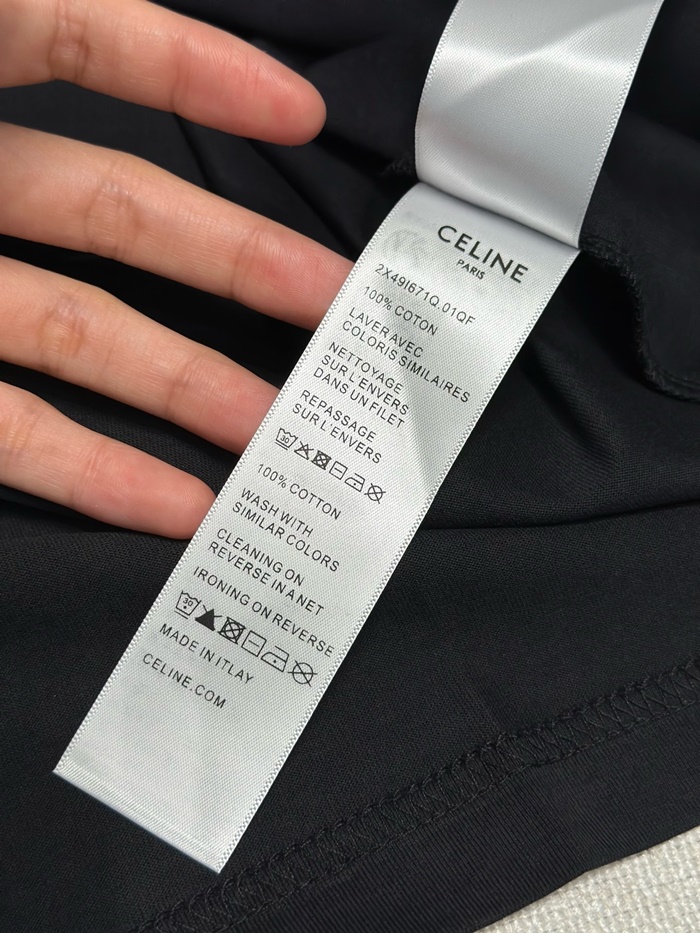 CELINE
PARIS
2X49I671Q.01QF
100% COTON
LAVER AVEC
COLORIS SIMILAIRES
NETTOYAGE
SUR L'ENVERS
DANS UN FILET
REPASSAGE
SUR L'ENVERS
30
100% COTTON
WASH WITH
SIMILAR COLORS
CLEANING ON
REVERSE IN A NET
IRONING ON REVERSE
30
MADE IN ITLAY
CELINE.COM